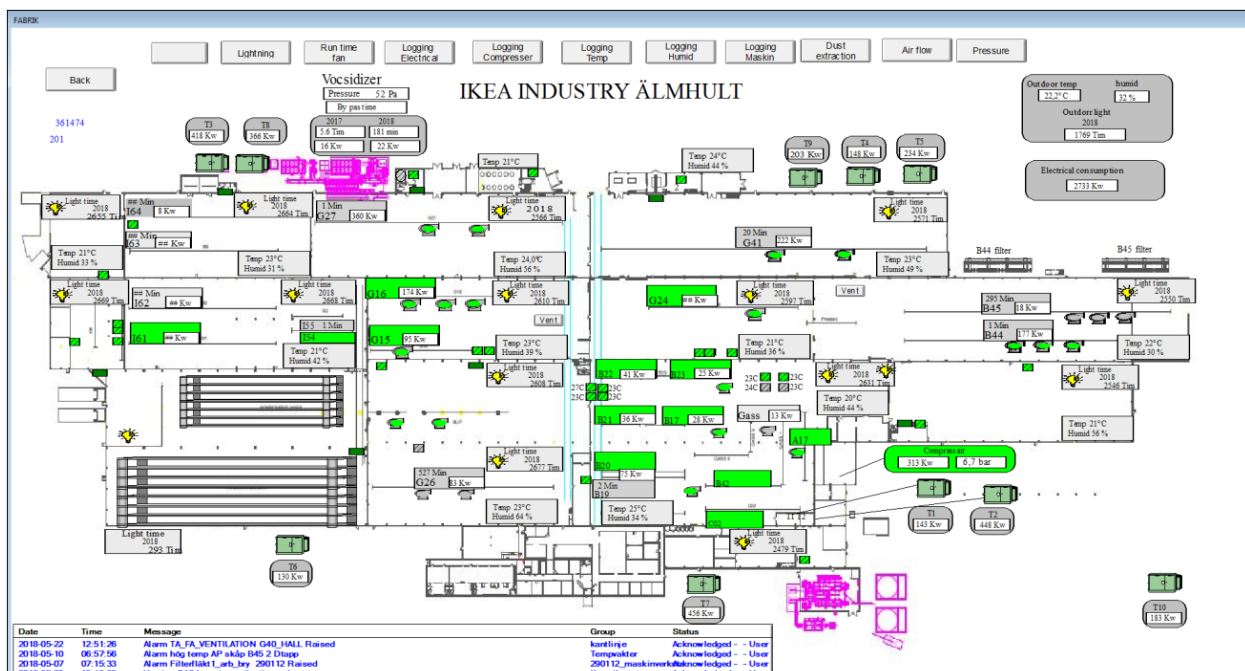 FABRIK
Lightning
Run time fan
Logging Electrical
Logging Compresser
Logging Temp
Logging Humid
Logging Maskin
Dust extraction
Air flow
Pressure
Back
Vocsidizer
Pressure 52 Pa
By pas time
IKEA INDUSTRY ÄLMHULT
Outdoor temp humid
22,2°C 32 %
Outdorr light
2018
1769 Tim
361474
201
T3
418 Kw
T8
366 Kw
2017 2018
5.6 Tim 181 min
16 Kw 22 Kw
T9
203 Kw
T4
148 Kw
T5
234 Kw
Electrical consumption
2733 Kw
Temp 21°C
Temp 24°C
Humid 44 %
Light time
2018
2655 Tim
## Min
I64 8 Kw
Light time
2018
2664 Tim
1 Min
G27 360 Kw
Light time
2018
2566 Tim
Light time
2018
2571 Tim
## Min
I63 ## Kw
20 Min
G41 222 Kw
Temp 21°C
Humid 33 %
Temp 23°C
Humid 31 %
Temp 24,0°C
Humid 56 %
Temp 23°C
Humid 49 %
B44 filter
B45 filter
Light time
2018
2669 Tim
## Min
I62 ## Kw
Light time
2018
2668 Tim
G16 174 Kw
Light time
2018
2610 Tim
G24 ## Kw
Light time
2018
2597 Tim
Vent
295 Min
B45 18 Kw
Light time
2018
2550 Tim
I61 ## Kw
I55 1 Min
I54
G15 95 Kw
Vent
1 Min
B44 177 Kw
Temp 21°C
Humid 42 %
Temp 23°C
Humid 39 %
Temp 21°C
Humid 36 %
Temp 22°C
Humid 30 %
Light time
2018
2608 Tim
B22 41 Kw
B23 25 Kw
27C 23C
23C 23C
23C 23C
24C 23C
Light time
2018
2631 Tim
Light time
2018
2546 Tim
Temp 20°C
Humid 44 %
B21 36 Kw
B17 28 Kw
Gass 13 Kw
A17
Temp 21°C
Humid 56 %
Light time
2018
2677 Tim
527 Min
G26 83 Kw
B20
75 Kw
2 Min
B19
B42
Compress air
313 Kw 6,7 bar
Temp 23°C
Humid 64 %
Temp 25°C
Humid 34 %
C02
T1 T2
T1
143 Kw
T2
448 Kw
Light time
2018
293 Tim
Light time
2018
2479 Tim
T6
130 Kw
T7
456 Kw
T10
183 Kw
Date Time Message Group Status
2018-05-22 12:51:26 Alarm TA_FA_VENTILATION G40_HALL Raised kantlinje Acknowledged - - User
2018-05-10 06:57:56 Alarm hög temp AP skåp B45 2 Dtapp Tempvakter Acknowledged - - User
2018-05-07 07:15:33 Alarm Filterfläkt1_arb_bry 290112 Raised Acknowledged - - User